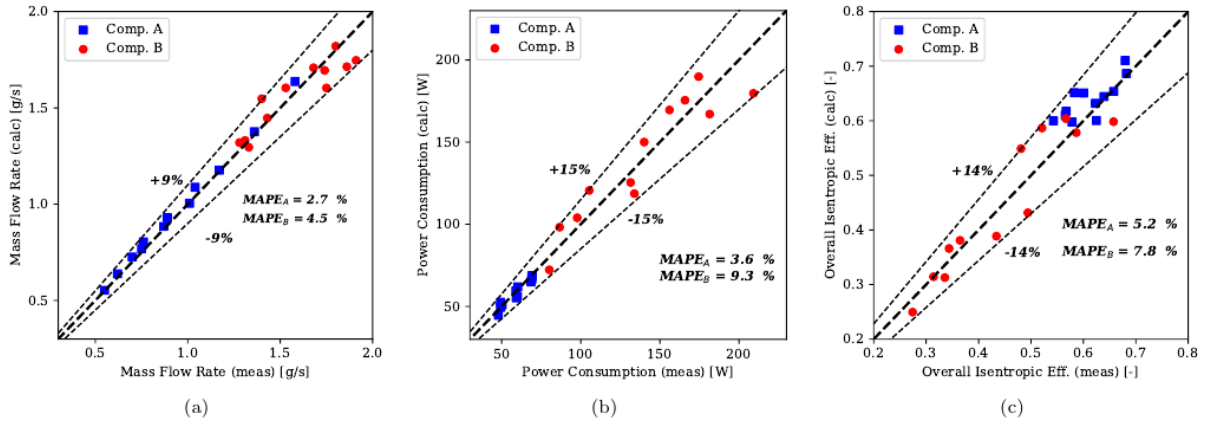 Comp. A
Comp. B
2.0
1.5
1.0
0.5
Mass Flow Rate (calc) [g/s]
+9%
MAPE_A = 2.7 %
MAPE_B = 4.5 %
-9%
0.5 1.0 1.5 2.0
Mass Flow Rate (meas) [g/s]
(a)
Comp. A
Comp. B
200
150
100
50
Power Consumption (calc) [W]
+15%
-15%
MAPE_A = 3.6 %
MAPE_B = 9.3 %
50 100 150 200
Power Consumption (meas) [W]
(b)
Comp. A
Comp. B
0.8
0.7
0.6
0.5
0.4
0.3
0.2
Overall Isentropic Eff. (calc) [-]
+14%
MAPE_A = 5.2 %
-14%
MAPE_B = 7.8 %
0.2 0.3 0.4 0.5 0.6 0.7 0.8
Overall Isentropic Eff. (meas) [-]
(c)